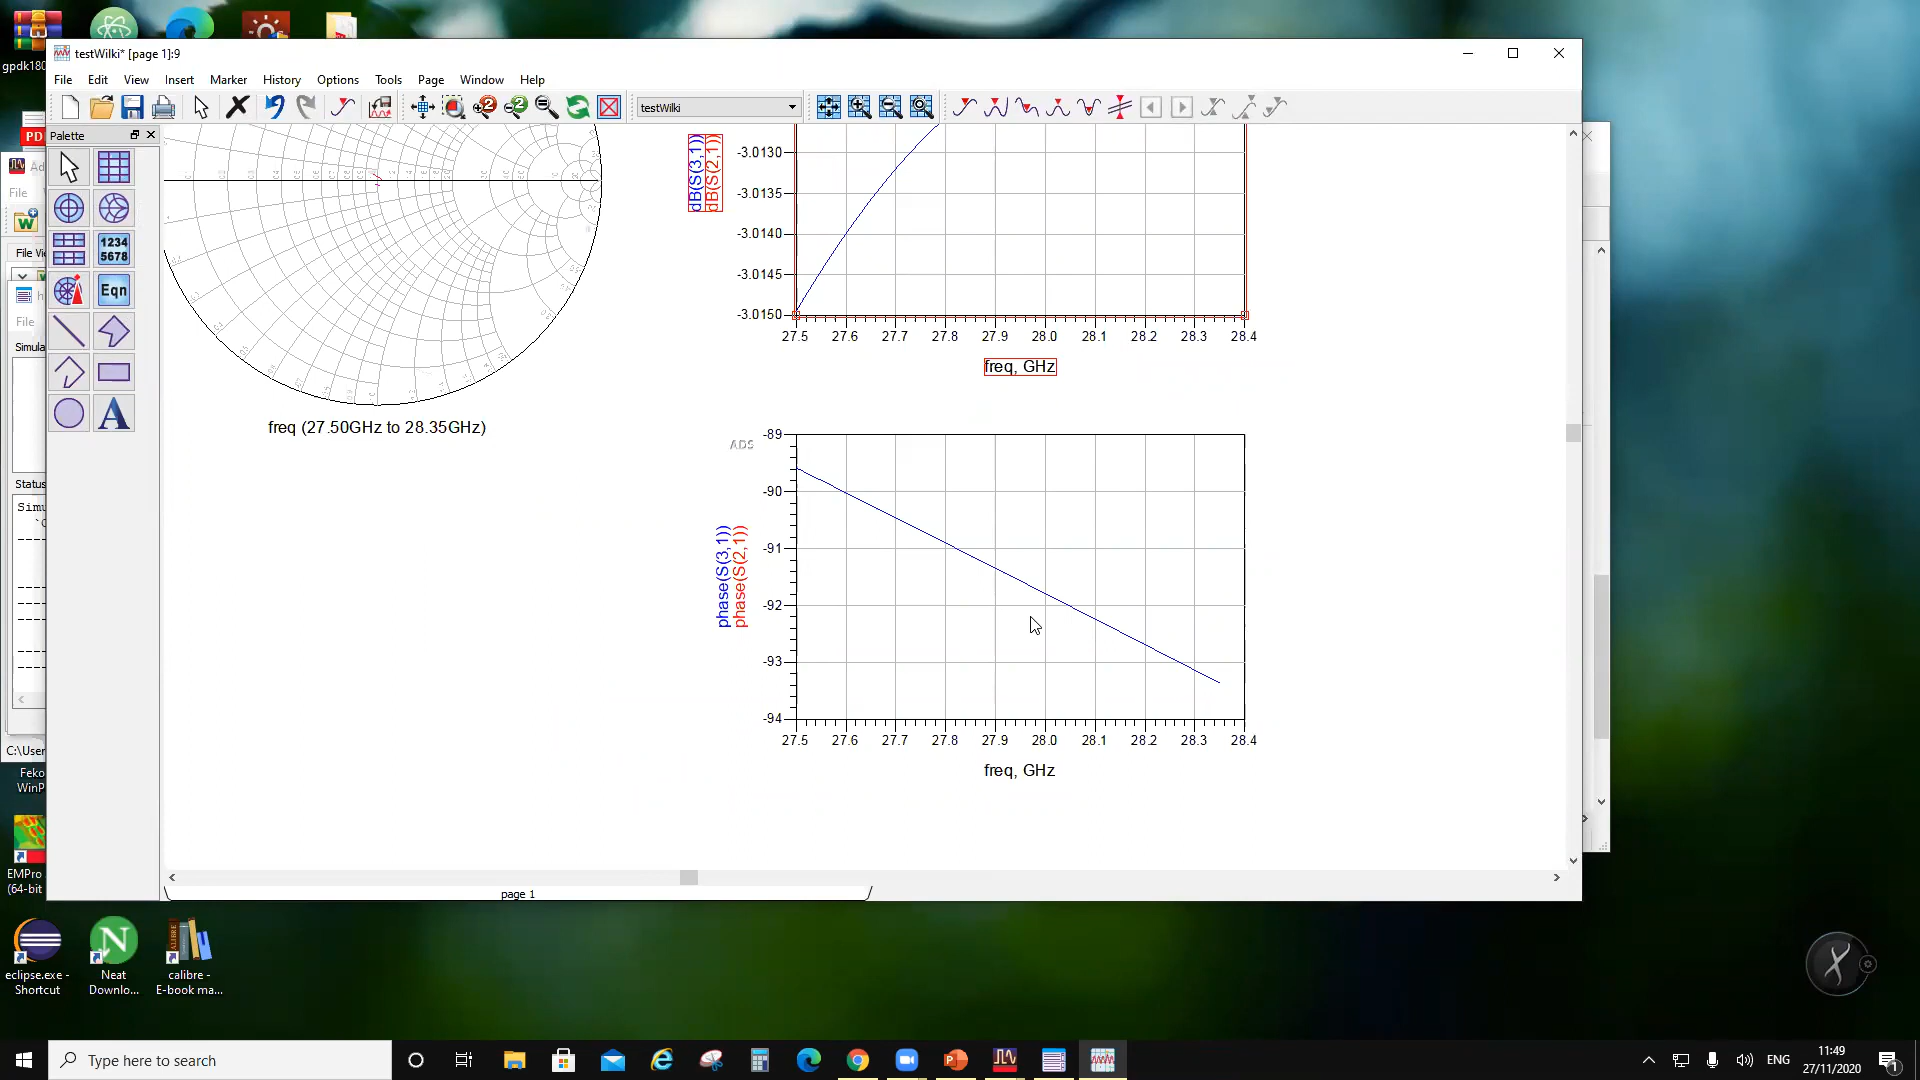 gpdk180
testWilki* [page 1]:9
File Edit View Insert Marker History Options Tools Page Window Help
testWilki
Palette
PD
Ad
File
File Vi
File
Simula
Status
Simu
C:\User
1234
5678
Eqn
A
freq (27.50GHz to 28.35GHz)
dB(S(3,1))
dB(S(2,1))
-3.0130
-3.0135
-3.0140
-3.0145
-3.0150
27.5 27.6 27.7 27.8 27.9 28.0 28.1 28.2 28.3 28.4
freq, GHz
ADS
phase(S(3,1))
phase(S(2,1))
-89
-90
-91
-92
-93
-94
27.5 27.6 27.7 27.8 27.9 28.0 28.1 28.2 28.3 28.4
freq, GHz
page 1
Feko
WinP
EMPro
(64-bit
eclipse.exe -
Shortcut
Neat
Downlo...
calibre -
E-book ma...
Type here to search
ENG
11:49
27/11/2020
1